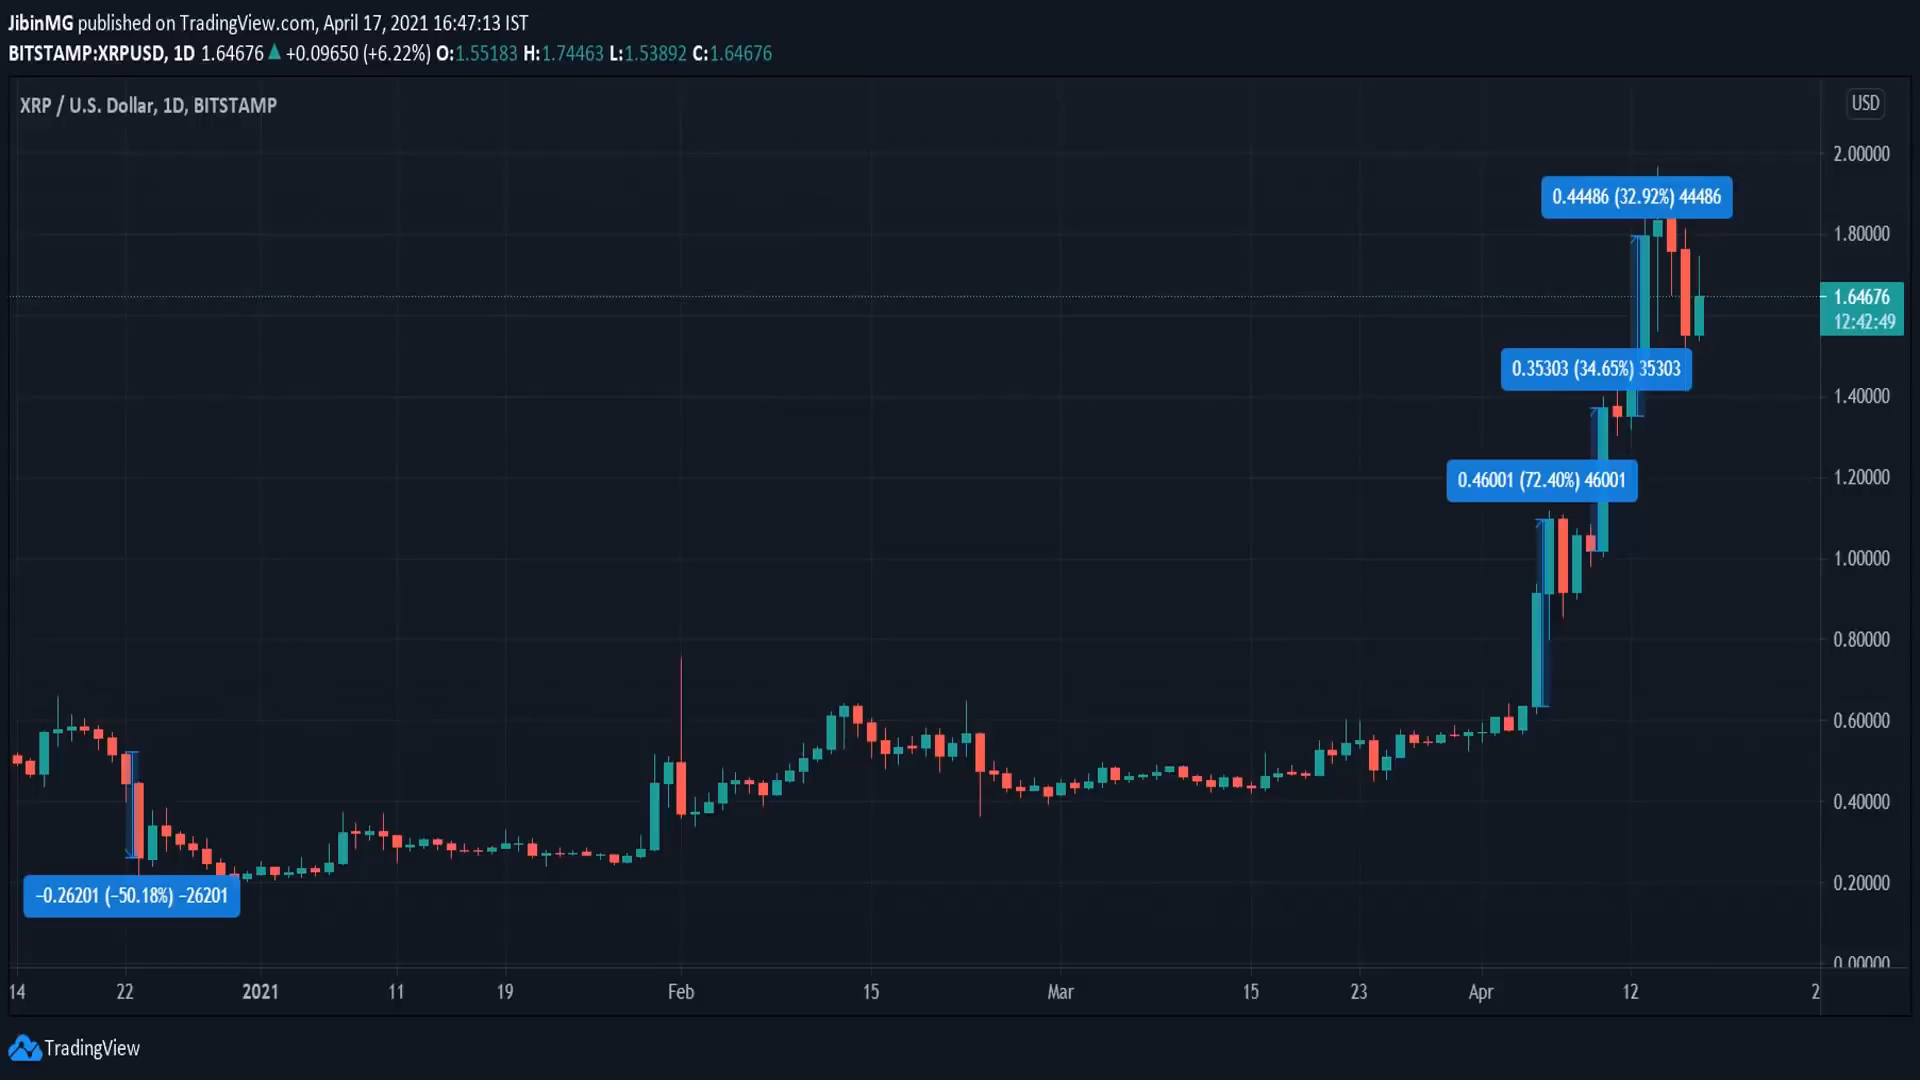 JibinMG published on TradingView.com, April 17, 2021 16:47:13 IST
BITSTAMP:XRPUSD, 1D 1.64676 ▲ +0.09650 (+6.22%) O:1.55183 H:1.74463 L:1.53892 C:1.64676
XRP / U.S. Dollar, 1D, BITSTAMP
USD
2.00000
0.44486 (32.92%) 44486
1.80000
1.64676
12:42:49
0.35303 (34.65%) 35303
1.40000
0.46001 (72.40%) 46001
1.20000
1.00000
0.80000
0.60000
0.40000
−0.26201 (−50.18%) −26201
0.20000
0.00000
14 22 2021 11 19 Feb 15 Mar 15 23 Apr 12 2
TradingView